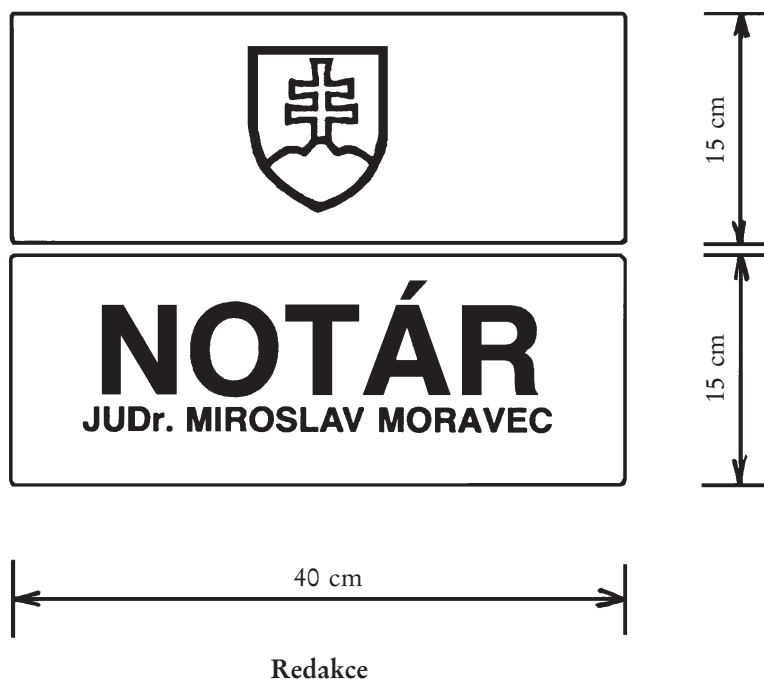 15 cm
NOTÁR
JUDr. MIROSLAV MORAVEC
15 cm
40 cm
Redakce